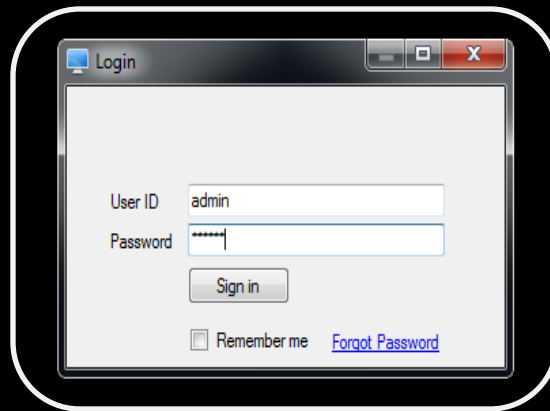 Login
User ID admin
Password ******
Sign in
Remember me Forgot Password